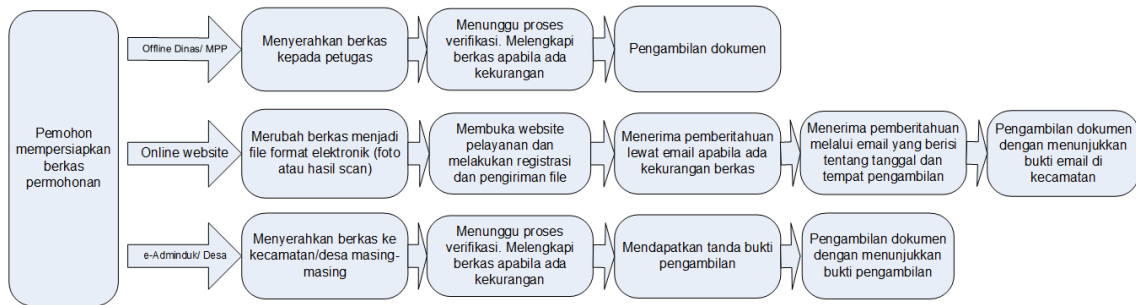 Pemohon
mempersiapkan
berkas
permohonan
Offline Dinas/ MPP
Menyerahkan berkas
kepada petugas
Menunggu proses
verifikasi. Melengkapi
berkas apabila ada
kekurangan
Pengambilan dokumen
Online website
Merubah berkas menjadi
file format elektronik (foto
atau hasil scan)
Membuka website
pelayanan dan
melakukan registrasi
dan pengiriman file
Menerima pemberitahuan
lewat email apabila ada
kekurangan berkas
Menerima pemberitahuan
melalui email yang berisi
tentang tanggal dan
tempat pengambilan
Pengambilan dokumen
dengan menunjukkan
bukti email di
kecamatan
e-Adminduk/ Desa
Menyerahkan berkas ke
kecamatan/desa masing-
masing
Menunggu proses
verifikasi. Melengkapi
berkas apabila ada
kekurangan
Mendapatkan tanda bukti
pengambilan
Pengambilan dokumen
dengan menunjukkan
bukti pengambilan